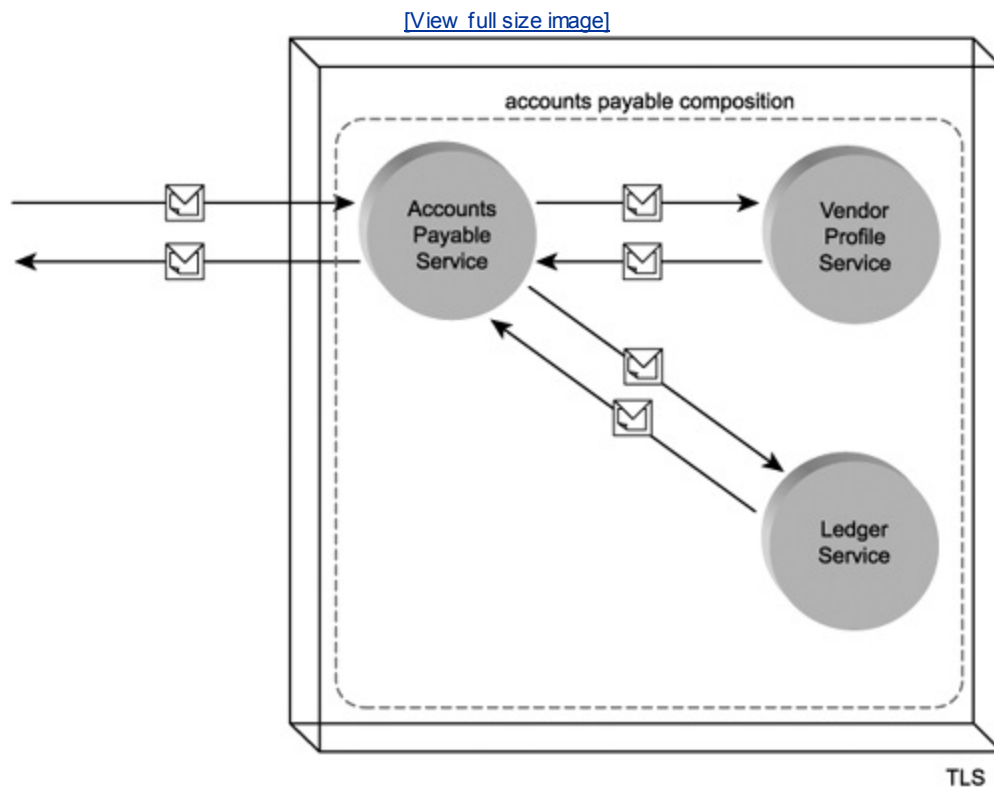 [View full size image]
accounts payable composition
Accounts
Payable
Service
Vendor
Profile
Service
Ledger
Service
TLS